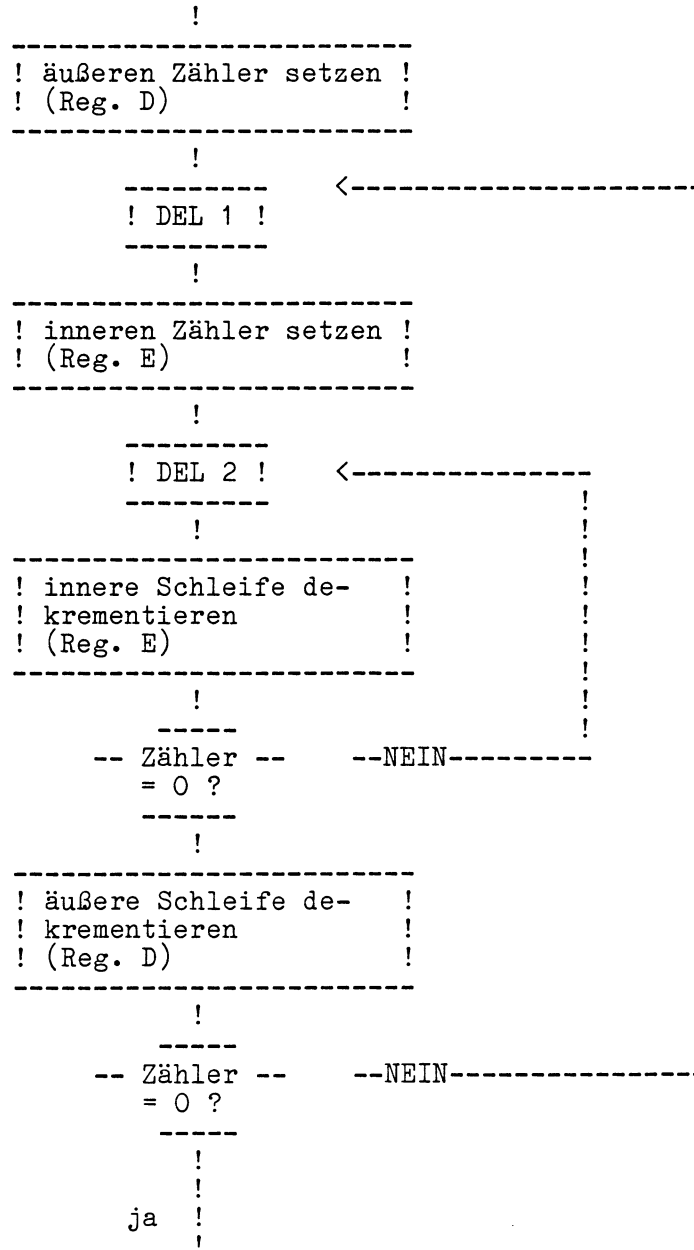 !
--------------------------
! äußeren Zähler setzen !
! (Reg. D)              !
--------------------------
!
---------    <----------------------
! DEL 1 !
---------
!
--------------------------
! inneren Zähler setzen !
! (Reg. E)              !
--------------------------
!
---------
! DEL 2 !    <---------------
---------                   !
!                           !
--------------------------  !
! innere Schleife de-   !   !
! krementieren          !   !
! (Reg. E)              !   !
--------------------------  !
!                           !
-----                       !
-- Zähler --    --NEIN---------
= 0 ?
------
!
--------------------------
! äußere Schleife de-   !
! krementieren          !
! (Reg. D)              !
--------------------------
!
-----
-- Zähler --    --NEIN----------------
= 0 ?
-----
!
!
ja  !
!